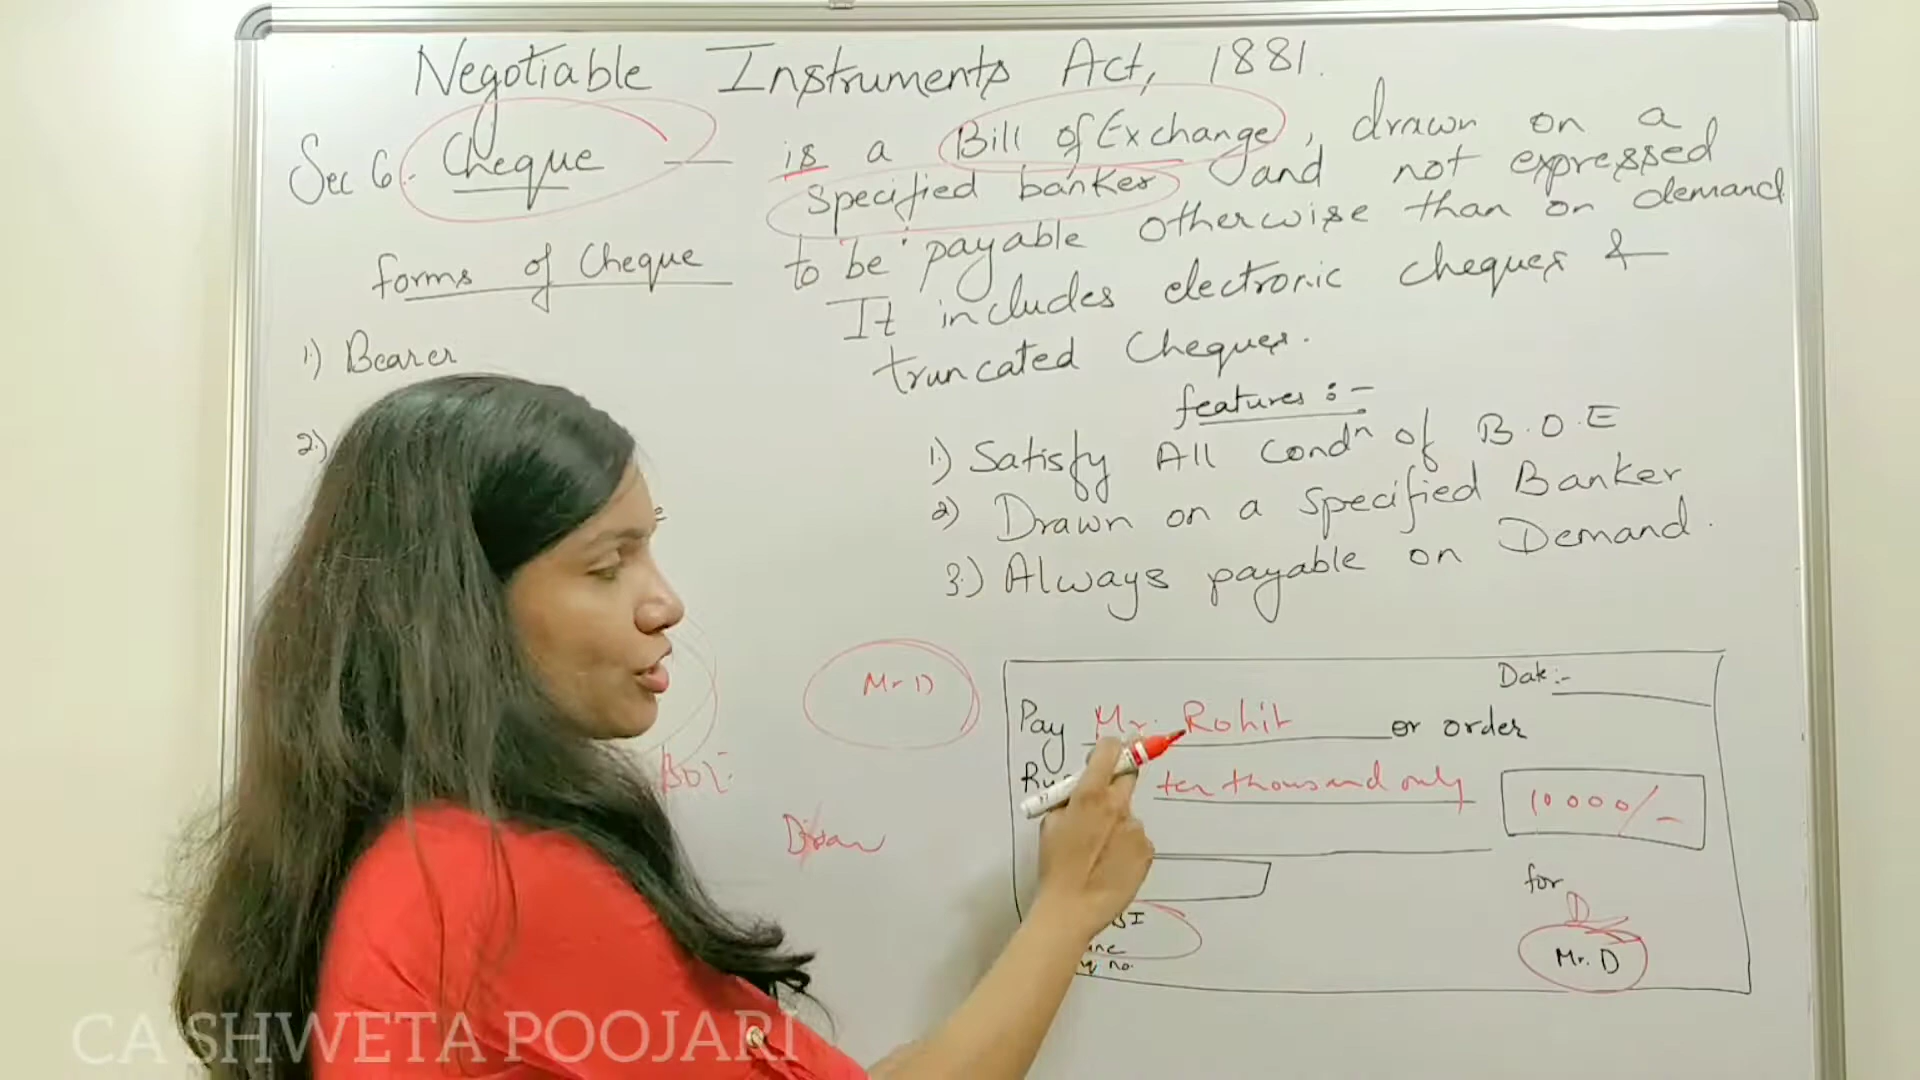 Negotiable Instruments Act, 1881.
Sec 6. Cheque — is a Bill of Exchange, drawn on a
specified banker and not expressed
to be payable otherwise than on demand
It includes electronic cheques &
truncated Cheques.
forms of Cheque
1.) Bearer
2.)
features :-
1.) Satisfy All Condn of B.O.E
2) Drawn on a specified Banker
3.) Always payable on Demand.
Mr D
Date :-
Pay Mr. Rohit or order
ten thousand only
10000/-
for
D
Mr. D
no.
CA SHWETA POOJARI